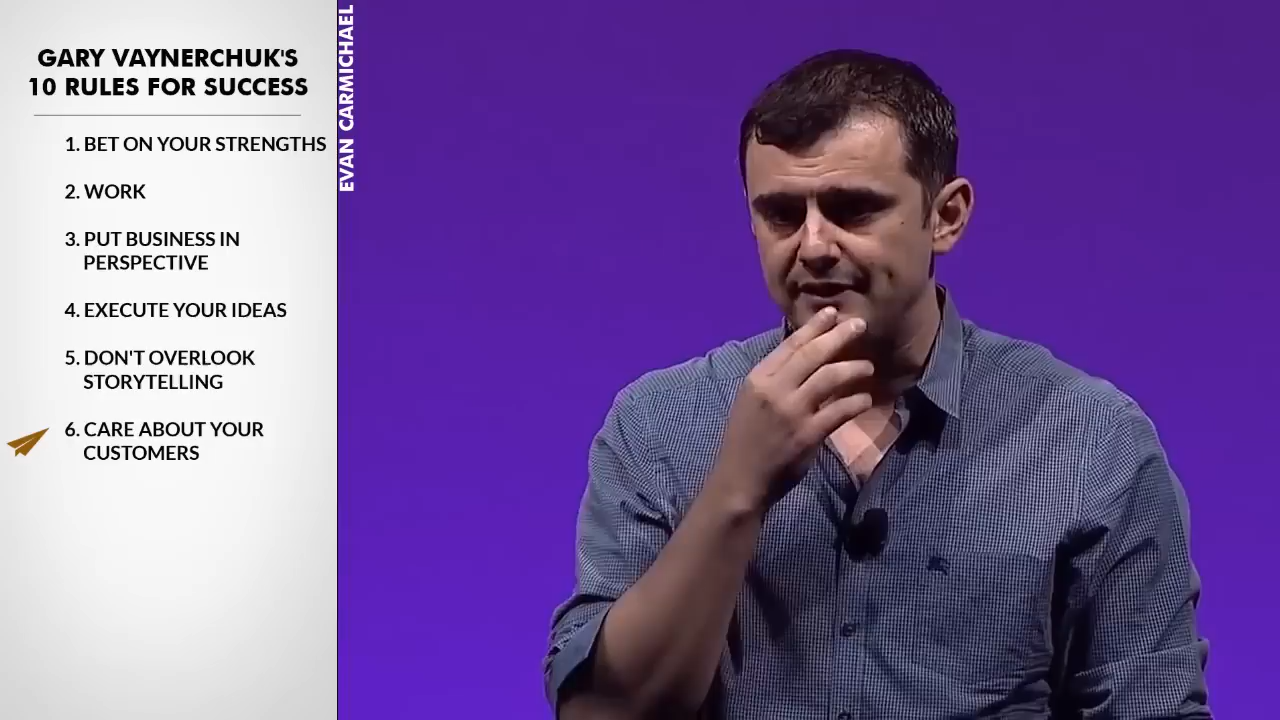 GARY VAYNERCHUK'S
10 RULES FOR SUCCESS
1. BET ON YOUR STRENGTHS
2. WORK
3. PUT BUSINESS IN
PERSPECTIVE
4. EXECUTE YOUR IDEAS
5. DON'T OVERLOOK
STORYTELLING
6. CARE ABOUT YOUR
CUSTOMERS
EVAN CARMICHAEL